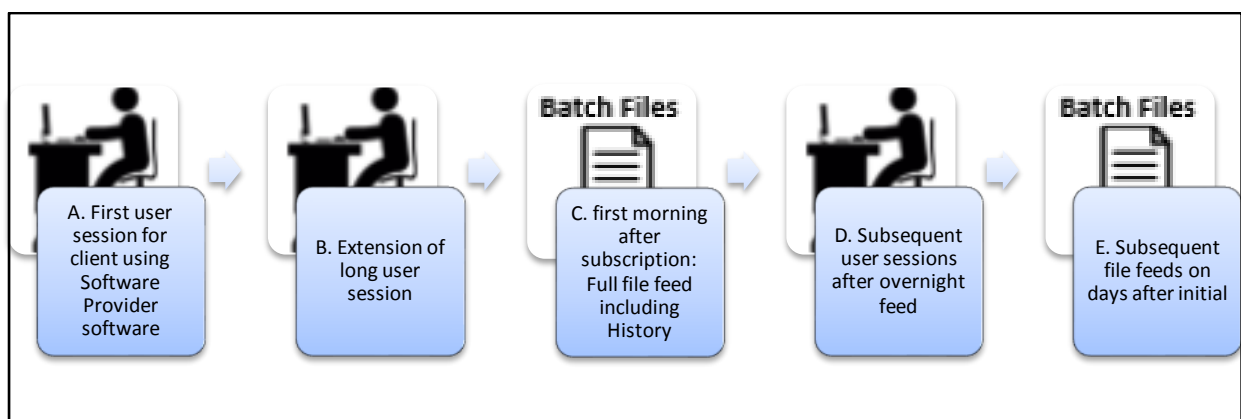 Batch Files
Batch Files
A. First user
session for
client using
Software
Provider
software
B. Extension of
long user
session
C. first morning
after
subscription:
Full file feed
including
History
D. Subsequent
user sessions
after overnight
feed
E. Subsequent
file feeds on
days after initial